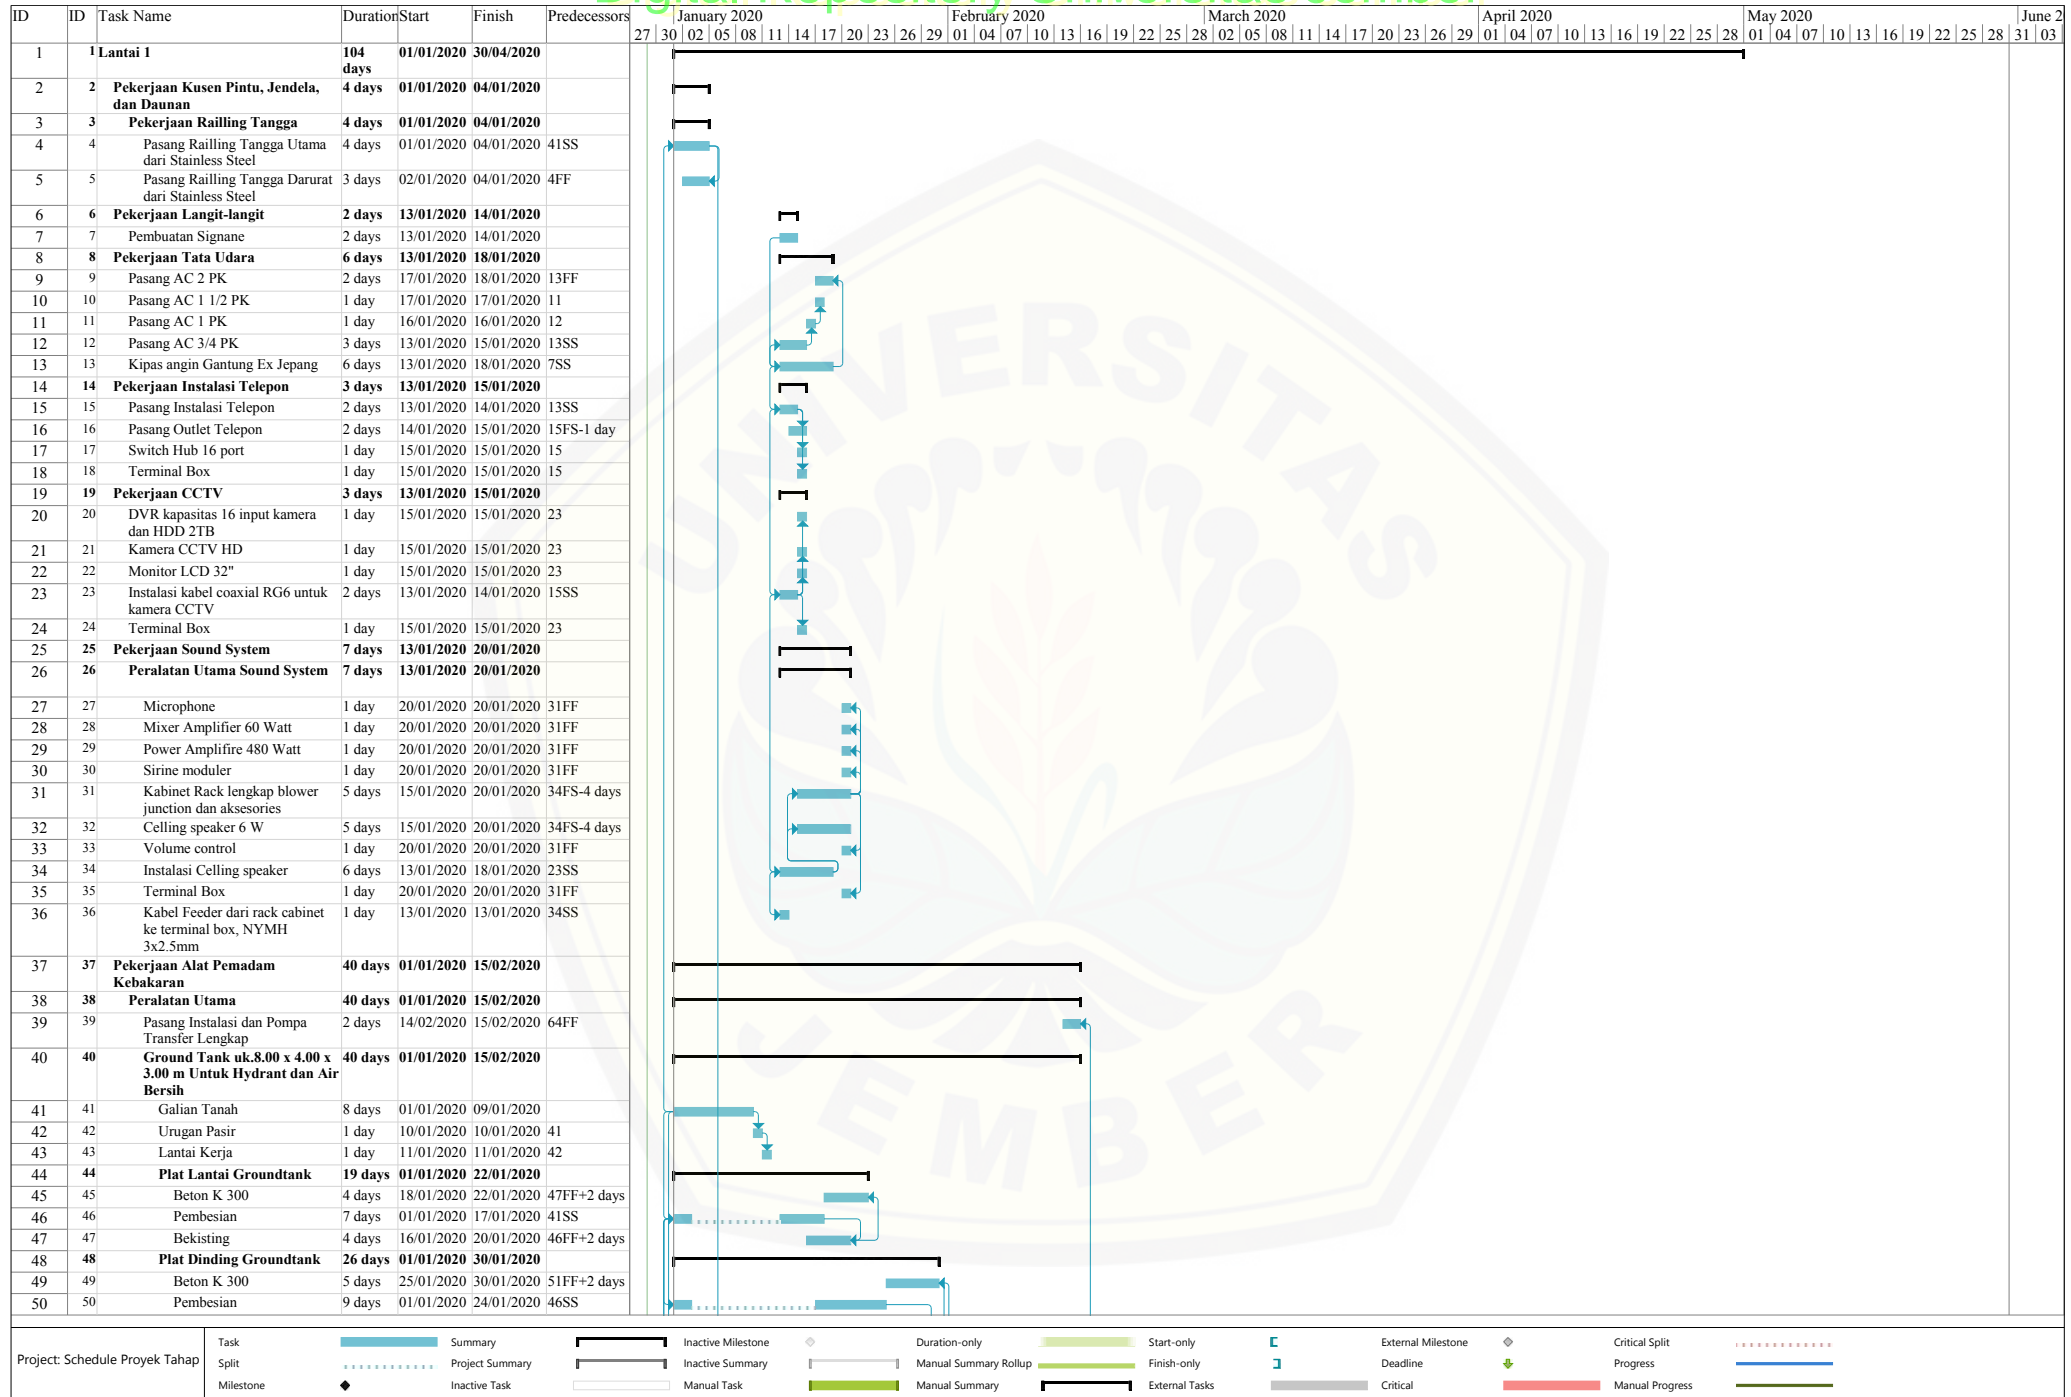 Digital Repository Universitas Jember
ID ID Task Name Duration Start Finish Predecessors January 2020 February 2020 March 2020 April 2020 May 2020 June 2
27 30 02 05 08 11 14 17 20 23 26 29 01 04 07 10 13 16 19 22 25 28 02 05 08 11 14 17 20 23 26 29 01 04 07 10 13 16 19 22 25 28 01 04 07 10 13 16 19 22 25 28 31 03
1 1 Lantai 1 104 days 01/01/2020 30/04/2020
2 2 Pekerjaan Kusen Pintu, Jendela, dan Daunan 4 days 01/01/2020 04/01/2020
3 3 Pekerjaan Railling Tangga 4 days 01/01/2020 04/01/2020
4 4 Pasang Railling Tangga Utama dari Stainless Steel 4 days 01/01/2020 04/01/2020 41SS
5 5 Pasang Railling Tangga Darurat dari Stainless Steel 3 days 02/01/2020 04/01/2020 4FF
6 6 Pekerjaan Langit-langit 2 days 13/01/2020 14/01/2020
7 7 Pembuatan Signane 2 days 13/01/2020 14/01/2020
8 8 Pekerjaan Tata Udara 6 days 13/01/2020 18/01/2020
9 9 Pasang AC 2 PK 2 days 17/01/2020 18/01/2020 13FF
10 10 Pasang AC 1 1/2 PK 1 day 17/01/2020 17/01/2020 11
11 11 Pasang AC 1 PK 1 day 16/01/2020 16/01/2020 12
12 12 Pasang AC 3/4 PK 3 days 13/01/2020 15/01/2020 13SS
13 13 Kipas angin Gantung Ex Jepang 6 days 13/01/2020 18/01/2020 7SS
14 14 Pekerjaan Instalasi Telepon 3 days 13/01/2020 15/01/2020
15 15 Pasang Instalasi Telepon 2 days 13/01/2020 14/01/2020 13SS
16 16 Pasang Outlet Telepon 2 days 14/01/2020 15/01/2020 15FS-1 day
17 17 Switch Hub 16 port 1 day 15/01/2020 15/01/2020 15
18 18 Terminal Box 1 day 15/01/2020 15/01/2020 15
19 19 Pekerjaan CCTV 3 days 13/01/2020 15/01/2020
20 20 DVR kapasitas 16 input kamera dan HDD 2TB 1 day 15/01/2020 15/01/2020 23
21 21 Kamera CCTV HD 1 day 15/01/2020 15/01/2020 23
22 22 Monitor LCD 32" 1 day 15/01/2020 15/01/2020 23
23 23 Instalasi kabel coaxial RG6 untuk kamera CCTV 2 days 13/01/2020 14/01/2020 15SS
24 24 Terminal Box 1 day 15/01/2020 15/01/2020 23
25 25 Pekerjaan Sound System 7 days 13/01/2020 20/01/2020
26 26 Peralatan Utama Sound System 7 days 13/01/2020 20/01/2020
27 27 Microphone 1 day 20/01/2020 20/01/2020 31FF
28 28 Mixer Amplifier 60 Watt 1 day 20/01/2020 20/01/2020 31FF
29 29 Power Amplifire 480 Watt 1 day 20/01/2020 20/01/2020 31FF
30 30 Sirine moduler 1 day 20/01/2020 20/01/2020 31FF
31 31 Kabinet Rack lengkap blower junction dan aksesories 5 days 15/01/2020 20/01/2020 34FS-4 days
32 32 Celling speaker 6 W 5 days 15/01/2020 20/01/2020 34FS-4 days
33 33 Volume control 1 day 20/01/2020 20/01/2020 31FF
34 34 Instalasi Celling speaker 6 days 13/01/2020 18/01/2020 23SS
35 35 Terminal Box 1 day 20/01/2020 20/01/2020 31FF
36 36 Kabel Feeder dari rack cabinet ke terminal box, NYMH 3x2.5mm 1 day 13/01/2020 13/01/2020 34SS
37 37 Pekerjaan Alat Pemadam Kebakaran 40 days 01/01/2020 15/02/2020
38 38 Peralatan Utama 40 days 01/01/2020 15/02/2020
39 39 Pasang Instalasi dan Pompa Transfer Lengkap 2 days 14/02/2020 15/02/2020 64FF
40 40 Ground Tank uk.8.00 x 4.00 x 3.00 m Untuk Hydrant dan Air Bersih 40 days 01/01/2020 15/02/2020
41 41 Galian Tanah 8 days 01/01/2020 09/01/2020
42 42 Urugan Pasir 1 day 10/01/2020 10/01/2020 41
43 43 Lantai Kerja 1 day 11/01/2020 11/01/2020 42
44 44 Plat Lantai Groundtank 19 days 01/01/2020 22/01/2020
45 45 Beton K 300 4 days 18/01/2020 22/01/2020 47FF+2 days
46 46 Pembesian 7 days 01/01/2020 17/01/2020 41SS
47 47 Bekisting 4 days 16/01/2020 20/01/2020 46FF+2 days
48 48 Plat Dinding Groundtank 26 days 01/01/2020 30/01/2020
49 49 Beton K 300 5 days 25/01/2020 30/01/2020 51FF+2 days
50 50 Pembesian 9 days 01/01/2020 24/01/2020 46SS
UNIVERSITAS JEMBER
Project: Schedule Proyek Tahap
Task Summary Inactive Milestone Duration-only Start-only External Milestone Critical Split
Split Project Summary Inactive Summary Manual Summary Rollup Finish-only Deadline Progress
Milestone Inactive Task Manual Task Manual Summary External Tasks Critical Manual Progress